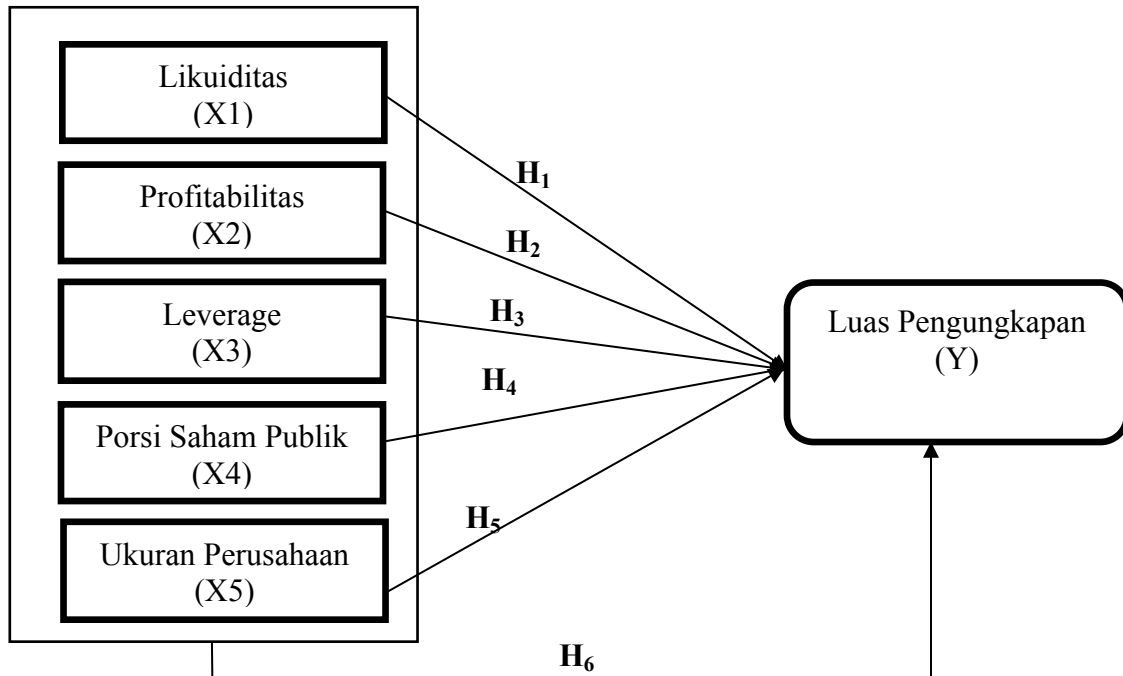 Likuiditas
(X1)
Profitabilitas
(X2)
Leverage
(X3)
Porsi Saham Publik
(X4)
Ukuran Perusahaan
(X5)
H₁
H₂
H₃
H₄
H₅
Luas Pengungkapan
(Y)
H₆